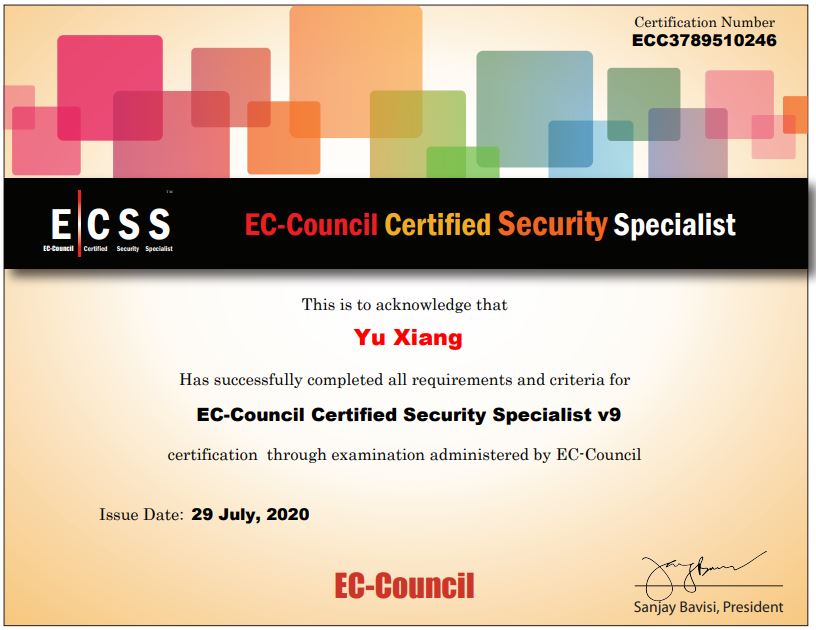 Certification Number
ECC3789510246
E|CSS™
EC-Council Certified Security Specialist
EC-Council Certified Security Specialist
This is to acknowledge that
Yu Xiang
Has successfully completed all requirements and criteria for
EC-Council Certified Security Specialist v9
certification through examination administered by EC-Council
Issue Date: 29 July, 2020
EC-Council
Sanjay Bavisi, President